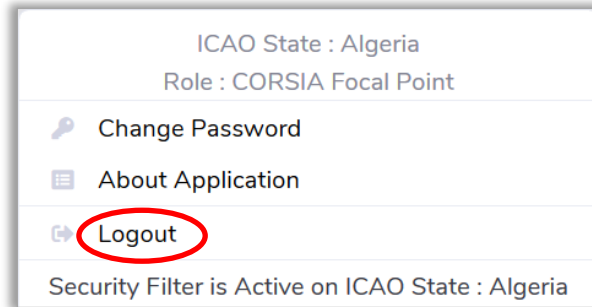 ICAO State : Algeria
Role : CORSIA Focal Point
Change Password
About Application
Logout
Security Filter is Active on ICAO State : Algeria